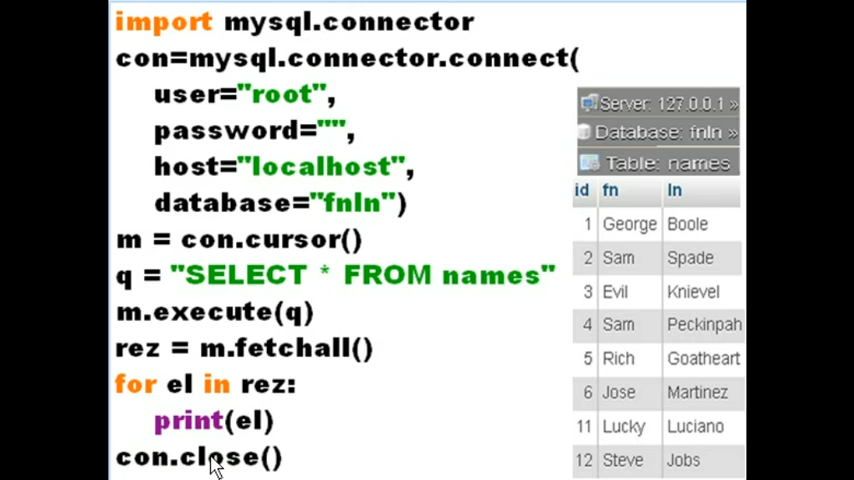 import mysql.connector
con=mysql.connector.connect(
user="root",
password="",
host="localhost",
database="fnln")
m = con.cursor()
q = "SELECT * FROM names"
m.execute(q)
rez = m.fetchall()
for el in rez:
print(el)
con.close()
Server: 127.0.0.1 »
Database: fnln »
Table: names
id fn ln
1 George Boole
2 Sam Spade
3 Evil Knievel
4 Sam Peckinpah
5 Rich Goatheart
6 Jose Martinez
11 Lucky Luciano
12 Steve Jobs